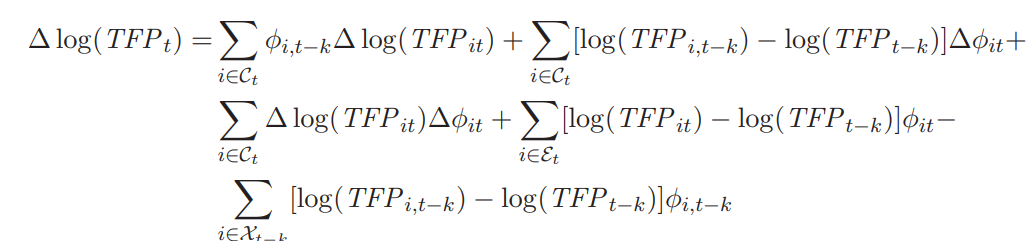 Δ log(TFP_t) = ∑_{i∈𝒞_t} ϕ_{i,t−k} Δ log(TFP_{it}) + ∑_{i∈𝒞_t} [log(TFP_{i,t−k}) − log(TFP_{t−k})]Δϕ_{it}+
∑_{i∈𝒞_t} Δ log(TFP_{it})Δϕ_{it} + ∑_{i∈ℰ_t} [log(TFP_{it}) − log(TFP_{t−k})]ϕ_{it}−
∑_{i∈𝒳_{t−k}} [log(TFP_{i,t−k}) − log(TFP_{t−k})]ϕ_{i,t−k}